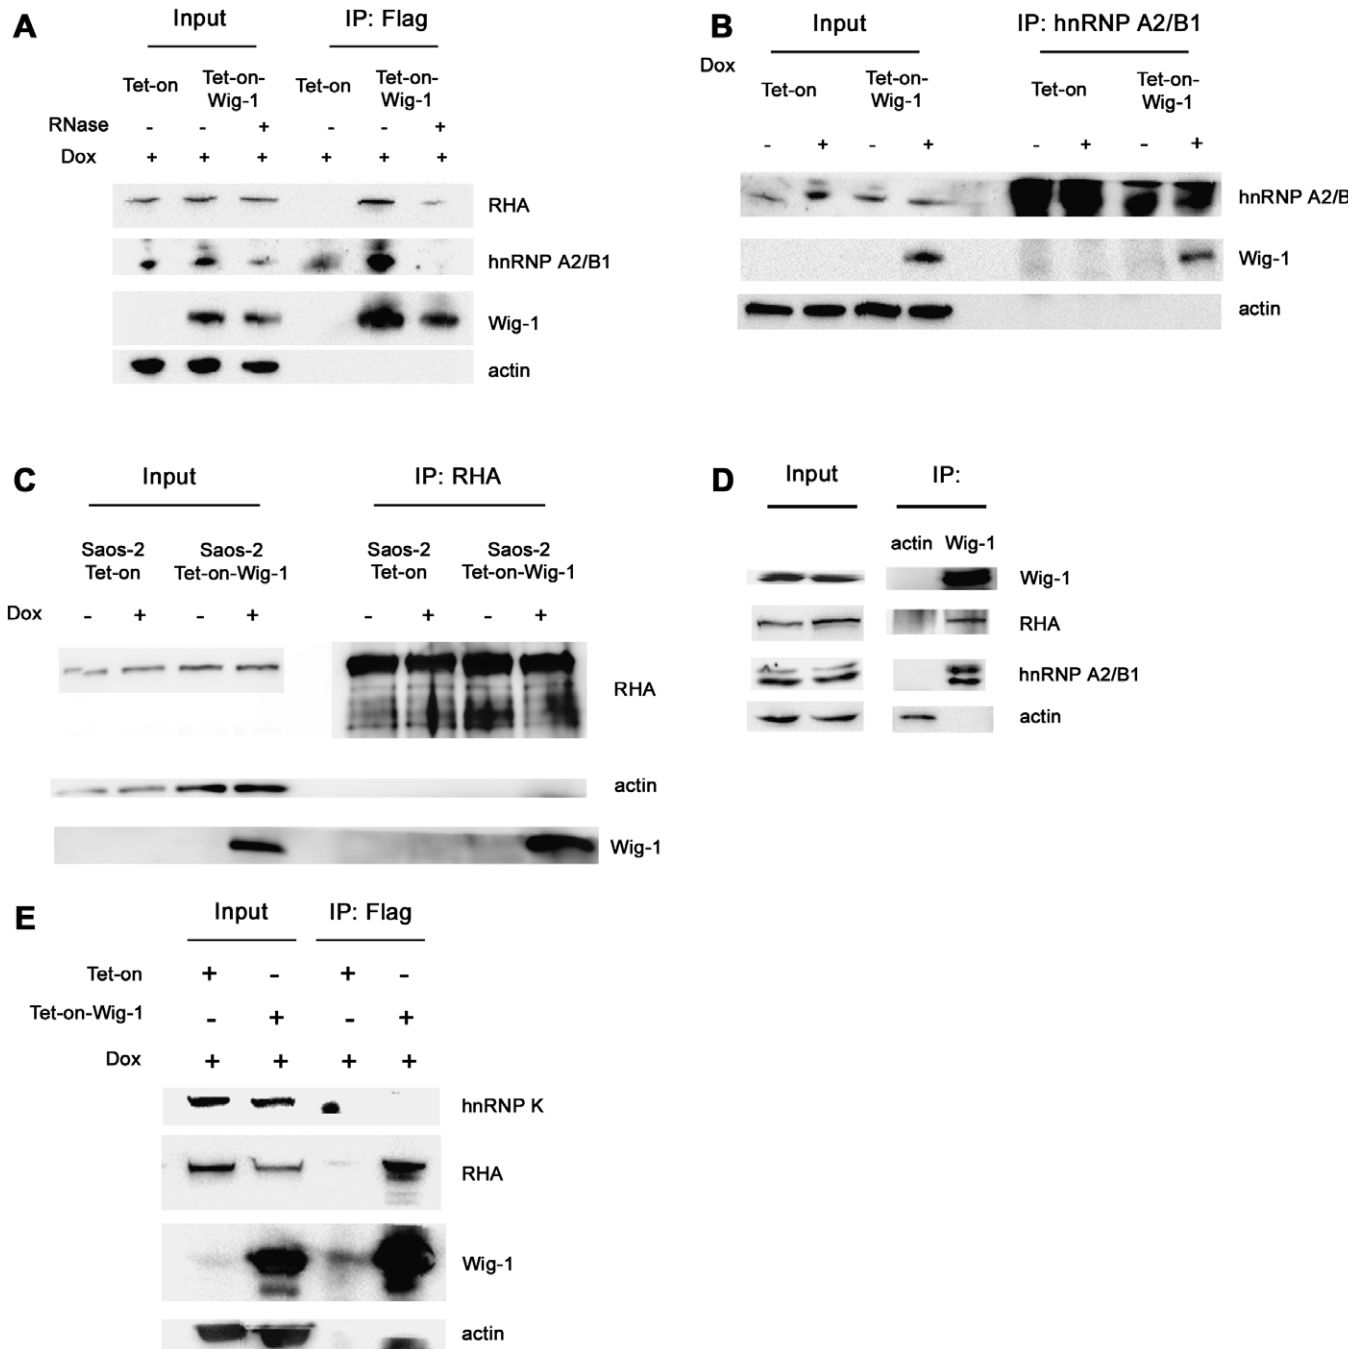 A
Input
IP: Flag
Tet-on
Tet-on-
Wig-1
Tet-on
Tet-on-
Wig-1
RNase - - + - - +
Dox + + + + + +
RHA
hnRNP A2/B1
Wig-1
actin
B
Input
IP: hnRNP A2/B1
Dox
Tet-on
Tet-on-
Wig-1
Tet-on
Tet-on-
Wig-1
- + - + - + - +
hnRNP A2/B
Wig-1
actin
C
Input
IP: RHA
Saos-2
Tet-on
Saos-2
Tet-on-Wig-1
Saos-2
Tet-on
Saos-2
Tet-on-Wig-1
Dox - + - + - + - +
RHA
actin
Wig-1
D
Input
IP:
actin Wig-1
Wig-1
RHA
hnRNP A2/B1
actin
E
Input
IP: Flag
Tet-on + - + -
Tet-on-Wig-1 - + - +
Dox + + + +
hnRNP K
RHA
Wig-1
actin